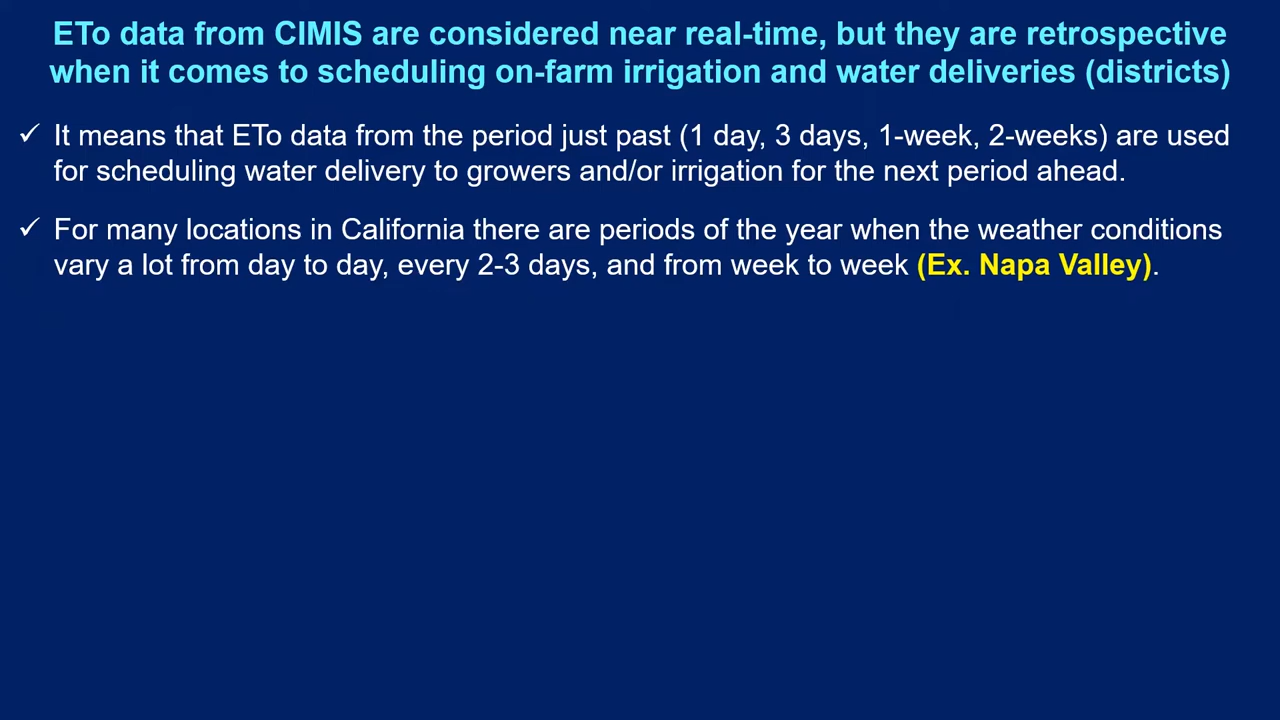 ETo data from CIMIS are considered near real-time, but they are retrospective
when it comes to scheduling on-farm irrigation and water deliveries (districts)
✓ It means that ETo data from the period just past (1 day, 3 days, 1-week, 2-weeks) are used
for scheduling water delivery to growers and/or irrigation for the next period ahead.
✓ For many locations in California there are periods of the year when the weather conditions
vary a lot from day to day, every 2-3 days, and from week to week (Ex. Napa Valley).